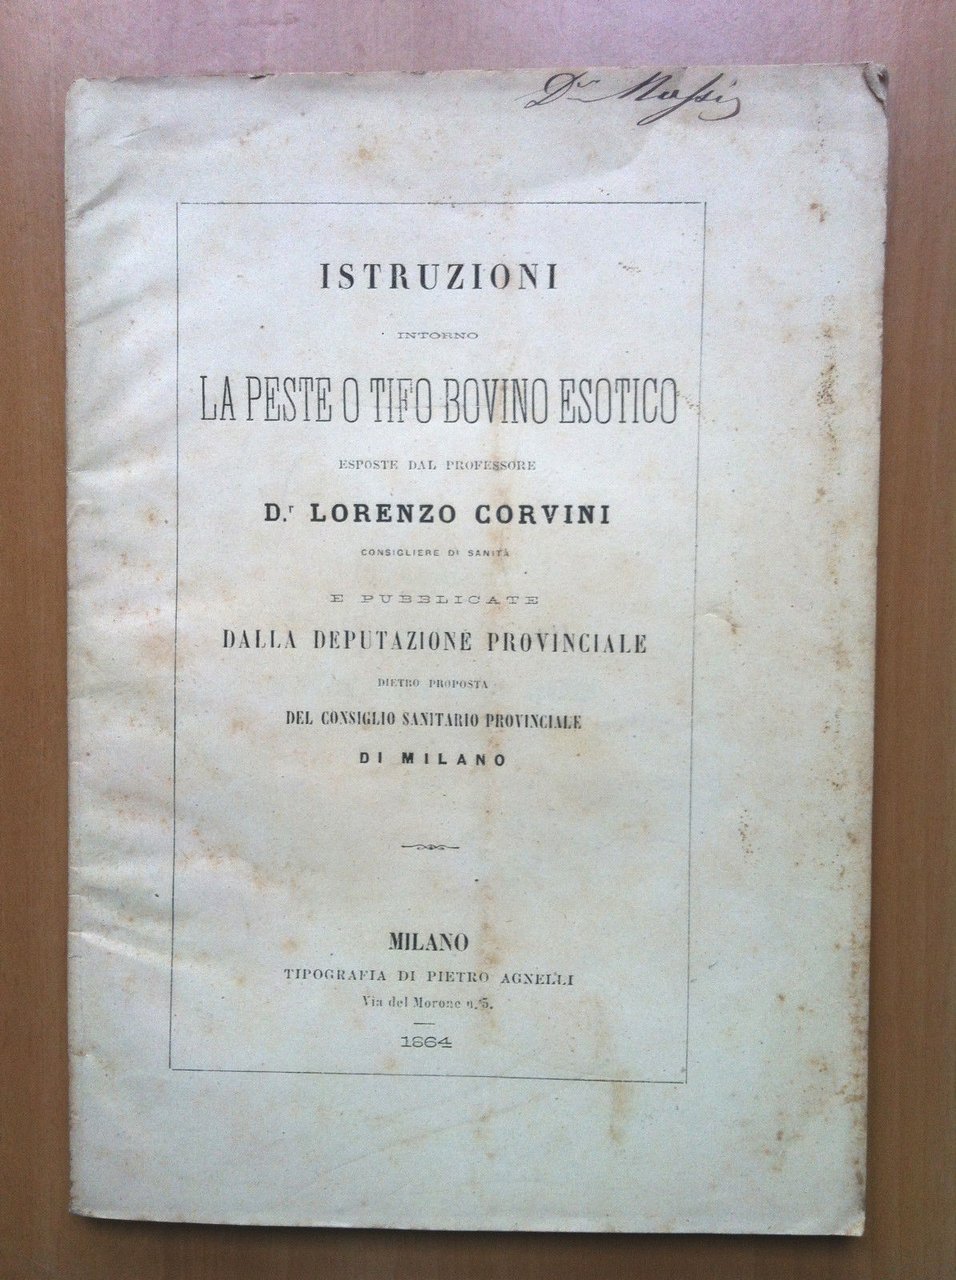 Dr Massi
ISTRUZIONI
INTORNO
LA PESTE O TIFO BOVINO ESOTICO
ESPOSTE DAL PROFESSORE
D.r LORENZO CORVINI
CONSIGLIERE DI SANITÀ
E PUBBLICATE
DALLA DEPUTAZIONE PROVINCIALE
DIETRO PROPOSTA
DEL CONSIGLIO SANITARIO PROVINCIALE
DI MILANO
MILANO
TIPOGRAFIA DI PIETRO AGNELLI
Via del Morone n. 5.
1864